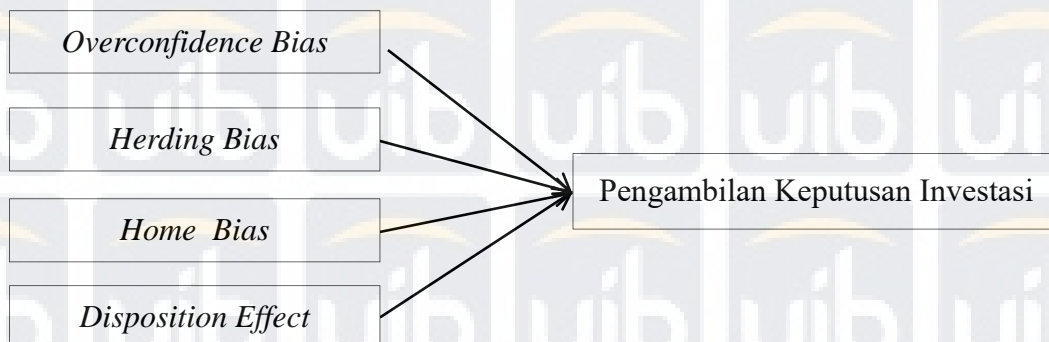 Overconfidence Bias
Herding Bias
Pengambilan Keputusan Investasi
Home Bias
Disposition Effect